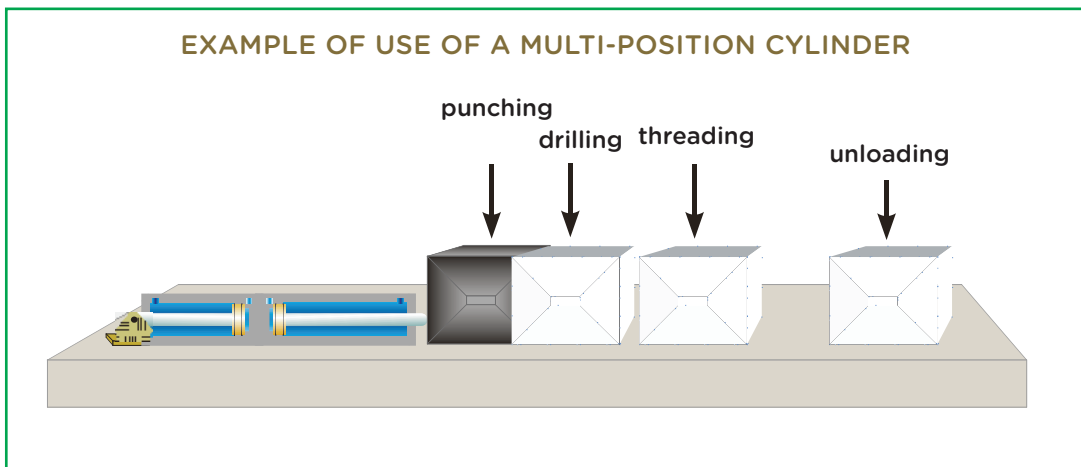 EXAMPLE OF USE OF A MULTI-POSITION CYLINDER
punching
drilling
threading
unloading